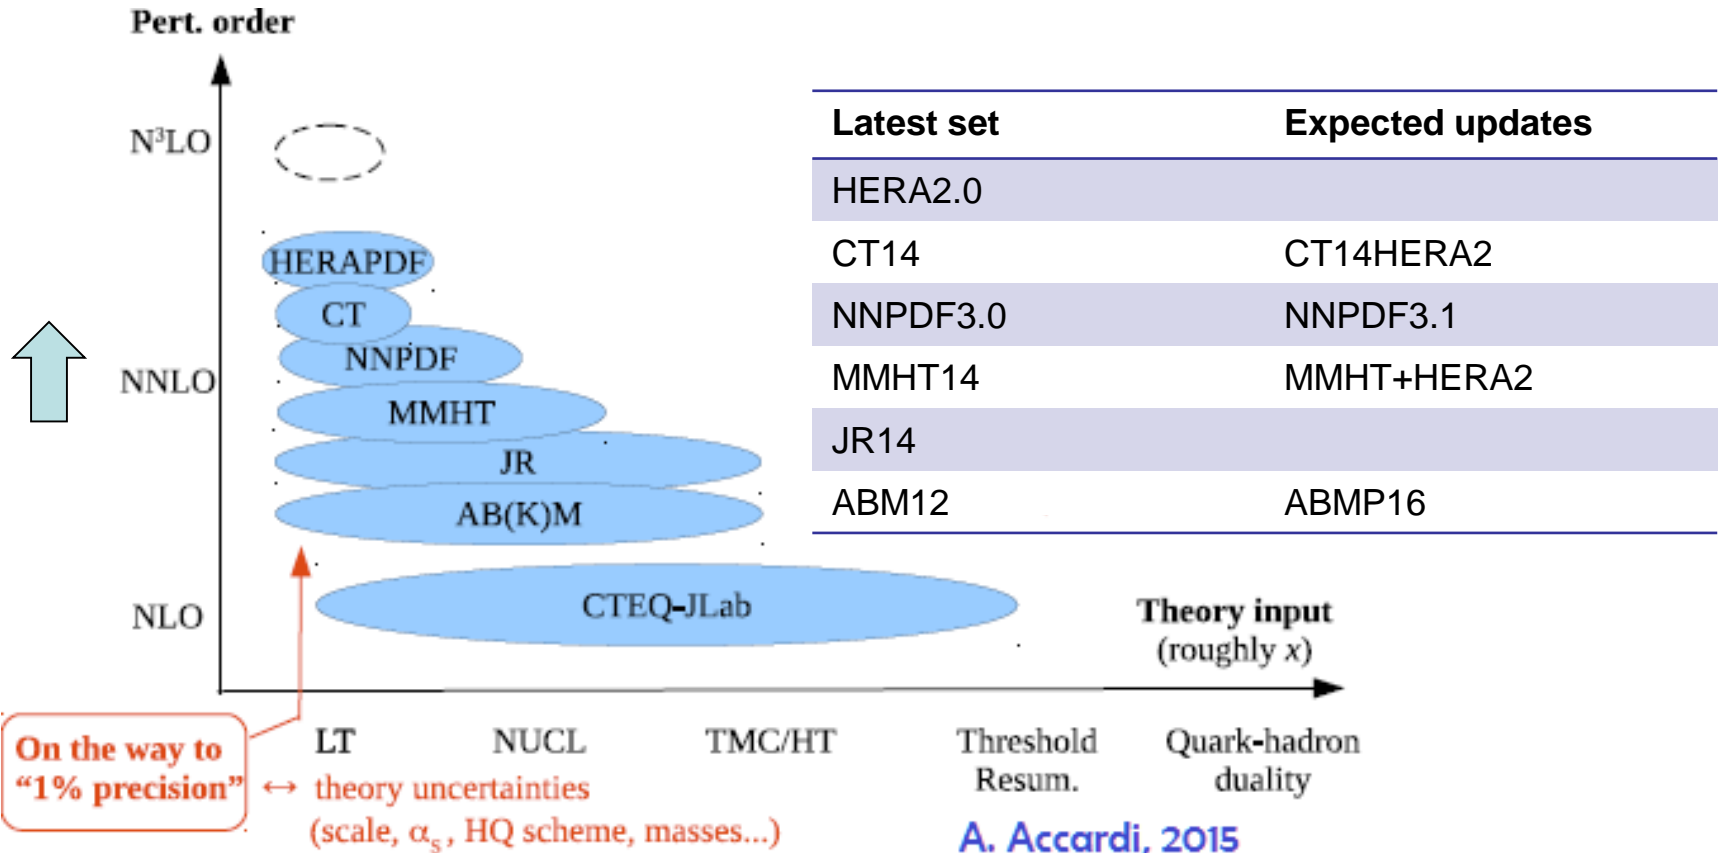 Pert. order
N³LO
HERAPDF
CT
NNPDF
NNLO
MMHT
JR
AB(K)M
NLO
CTEQ-JLab
Theory input
(roughly x)
LT NUCL TMC/HT Threshold Resum. Quark-hadron duality
On the way to
“1% precision”
↔ theory uncertainties
(scale, αs, HQ scheme, masses...)
A. Accardi, 2015
Latest set Expected updates
HERA2.0
CT14 CT14HERA2
NNPDF3.0 NNPDF3.1
MMHT14 MMHT+HERA2
JR14
ABM12 ABMP16